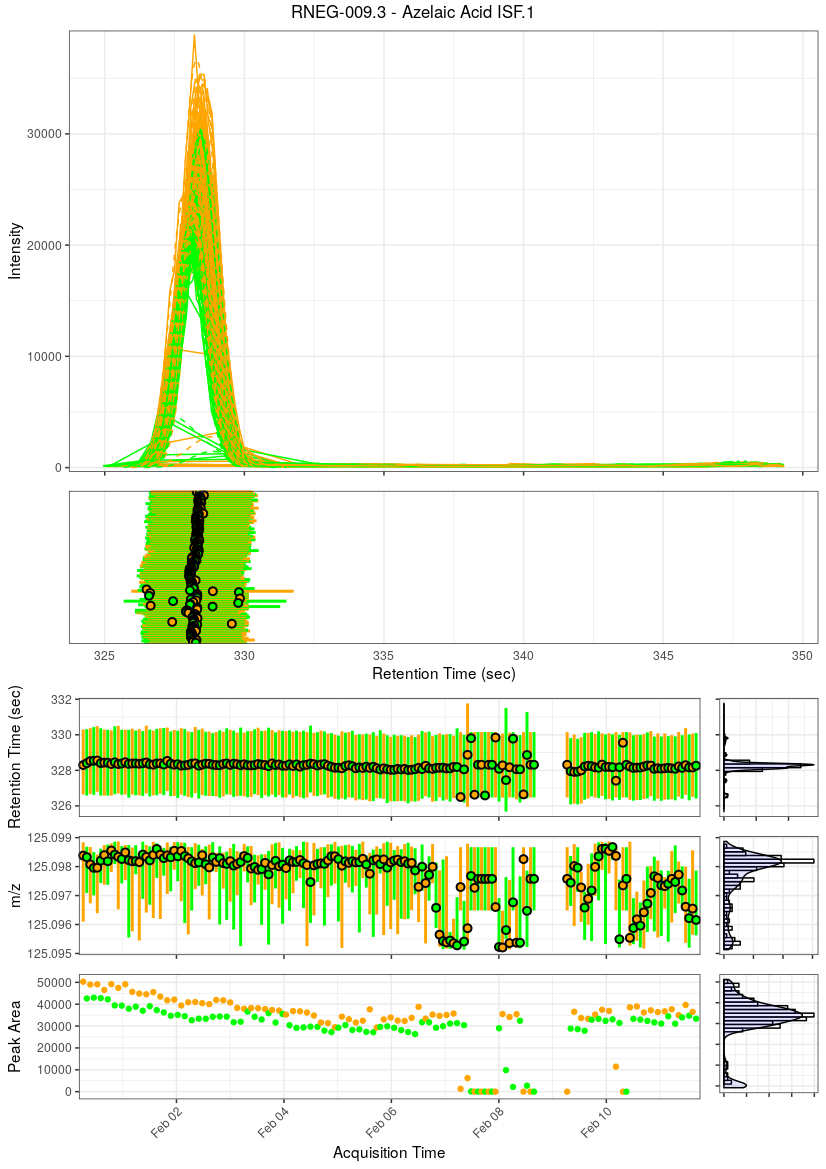 RNEG-009.3 - Azelaic Acid ISF.1
Intensity
30000
20000
10000
0
325
330
335
340
345
350
Retention Time (sec)
Retention Time (sec)
332
330
328
326
m/z
125.099
125.098
125.097
125.096
125.095
Peak Area
50000
40000
30000
20000
10000
0
Feb 02
Feb 04
Feb 06
Feb 08
Feb 10
Acquisition Time